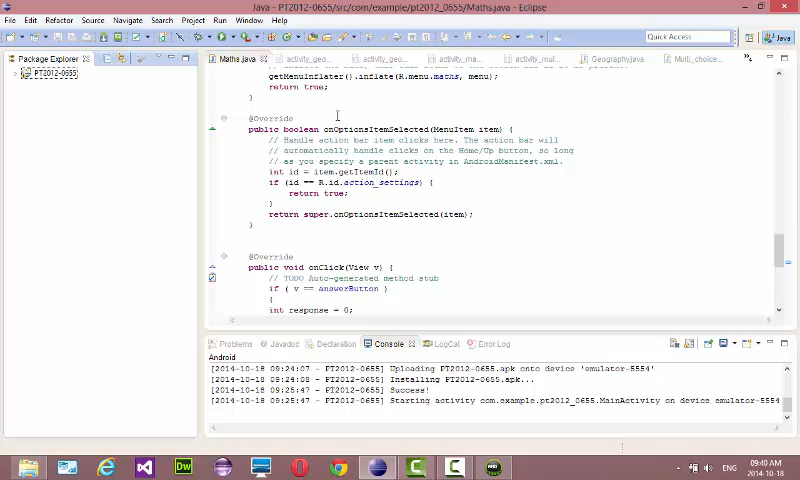 Java - PT2012-0655/src/com/example/pt2012_0655/Maths.java - Eclipse
File Edit Refactor Source Navigate Search Project Run Window Help
Quick Access
Java
Package Explorer
PT2012-0655
Maths.java activity_geo... activity_geo... activity_ma... activity_mul... Geography.java Multi_choice...
getMenuInflater().inflate(R.menu.maths, menu);
return true;
}
@Override
public boolean onOptionsItemSelected(MenuItem item) {
// Handle action bar item clicks here. The action bar will
// automatically handle clicks on the Home/Up button, so long
// as you specify a parent activity in AndroidManifest.xml.
int id = item.getItemId();
if (id == R.id.action_settings) {
return true;
}
return super.onOptionsItemSelected(item);
}
@Override
public void onClick(View v) {
// TODO Auto-generated method stub
if ( v == answerButton )
{
int response = 0;
Problems Javadoc Declaration Console LogCat Error Log
Android
[2014-10-18 09:24:07 - PT2012-0655] Uploading PT2012-0655.apk onto device 'emulator-5554'
[2014-10-18 09:24:08 - PT2012-0655] Installing PT2012-0655.apk...
[2014-10-18 09:25:47 - PT2012-0655] Success!
[2014-10-18 09:25:47 - PT2012-0655] Starting activity com.example.pt2012_0655.MainActivity on device emulator-5554
ENG
09:40 AM
2014-10-18